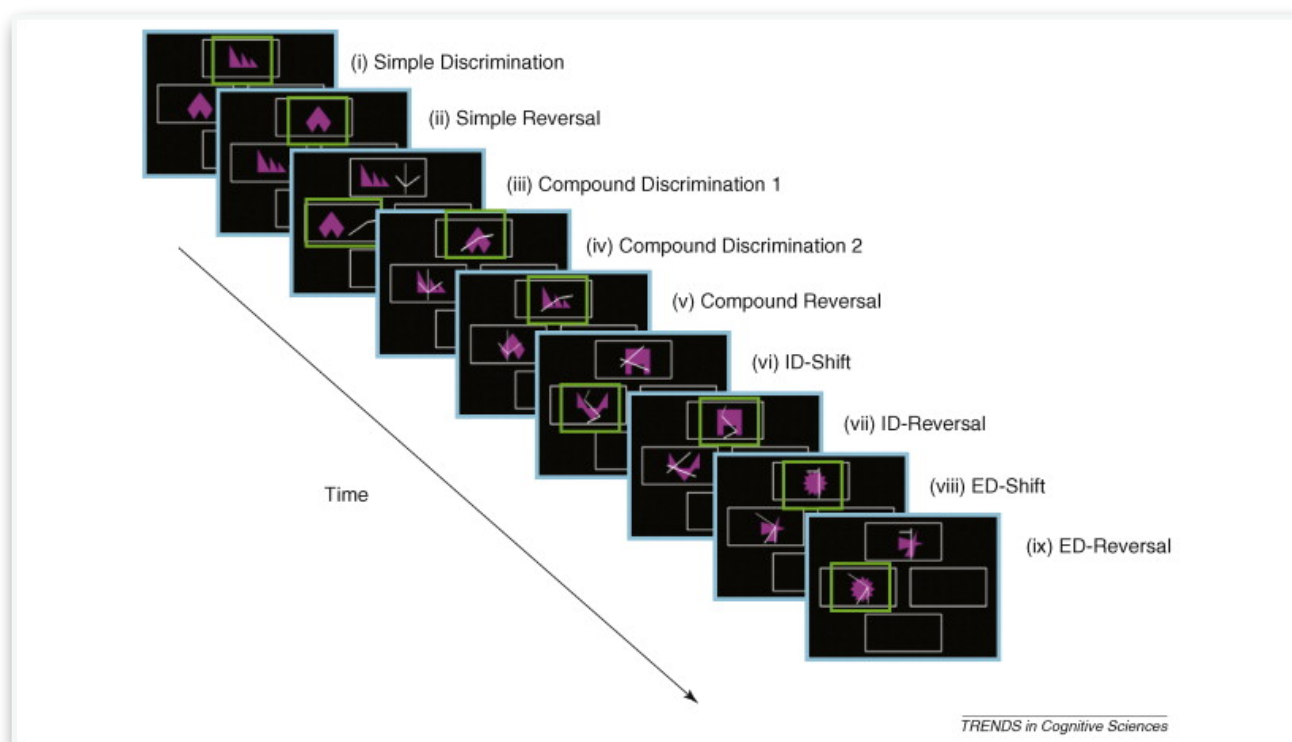 (i) Simple Discrimination
(ii) Simple Reversal
(iii) Compound Discrimination 1
(iv) Compound Discrimination 2
(v) Compound Reversal
(vi) ID-Shift
(vii) ID-Reversal
(viii) ED-Shift
Time
(ix) ED-Reversal
TRENDS in Cognitive Sciences